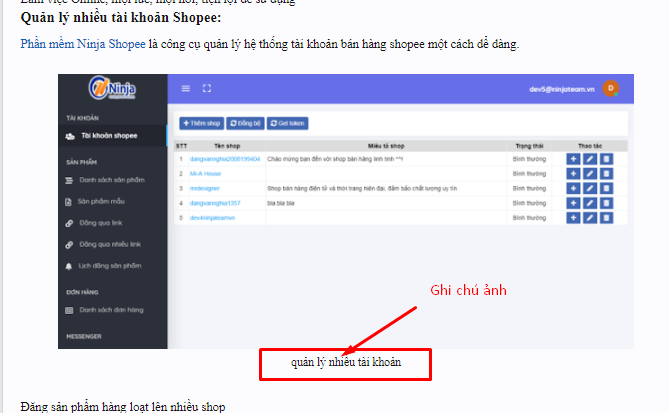 Làm việc Online, mọi lúc, mọi nơi, tiện lợi dễ sử dụng
Quản lý nhiều tài khoản Shopee:
Phần mềm Ninja Shopee là công cụ quản lý hệ thống tài khoản bán hàng shopee một cách dễ dàng.
Ninja
dev5@ninjateam.vn
D
TÀI KHOẢN
Tài khoản shopee
+ Thêm shop
Đồng bộ
Get token
STT Tên shop Miêu tả shop Trạng thái Thao tác
1 dangvannghia2006199404 Chào mừng bạn đến với shop bán hàng linh tinh ^^! Bình thường
2 Mi-A House Bình thường
3 mrdesigner Shop bán hàng điện tử và thời trang hiện đại, đảm bảo chất lượng uy tín Bình thường
4 dangvannghia1357 bla bla bla Bình thường
5 Bình thường
SẢN PHẨM
Danh sách sản phẩm
Sản phẩm mẫu
Đăng qua link
Đăng qua nhiều link
Lịch đăng sản phẩm
ĐƠN HÀNG
Danh sách đơn hàng
MESSENGER
Ghi chú ảnh
quản lý nhiều tài khoản
Đăng sản phẩm hàng loạt lên nhiều shop